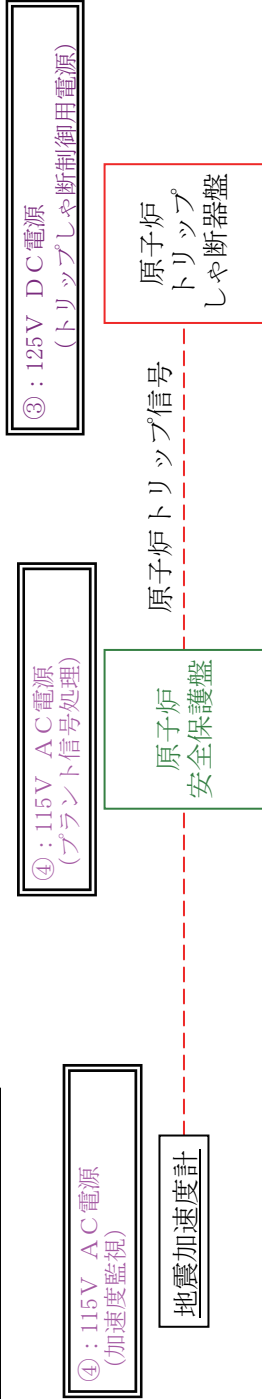 ④：115V AC電源
(加速度監視)
地震加速度計
④：115V AC電源
(プラント信号処理)
原子炉
安全保護盤
原子炉トリップ信号
③：125V DC電源
(トリップしゃ断制御用電源)
原子炉
トリップ
しゃ断器盤